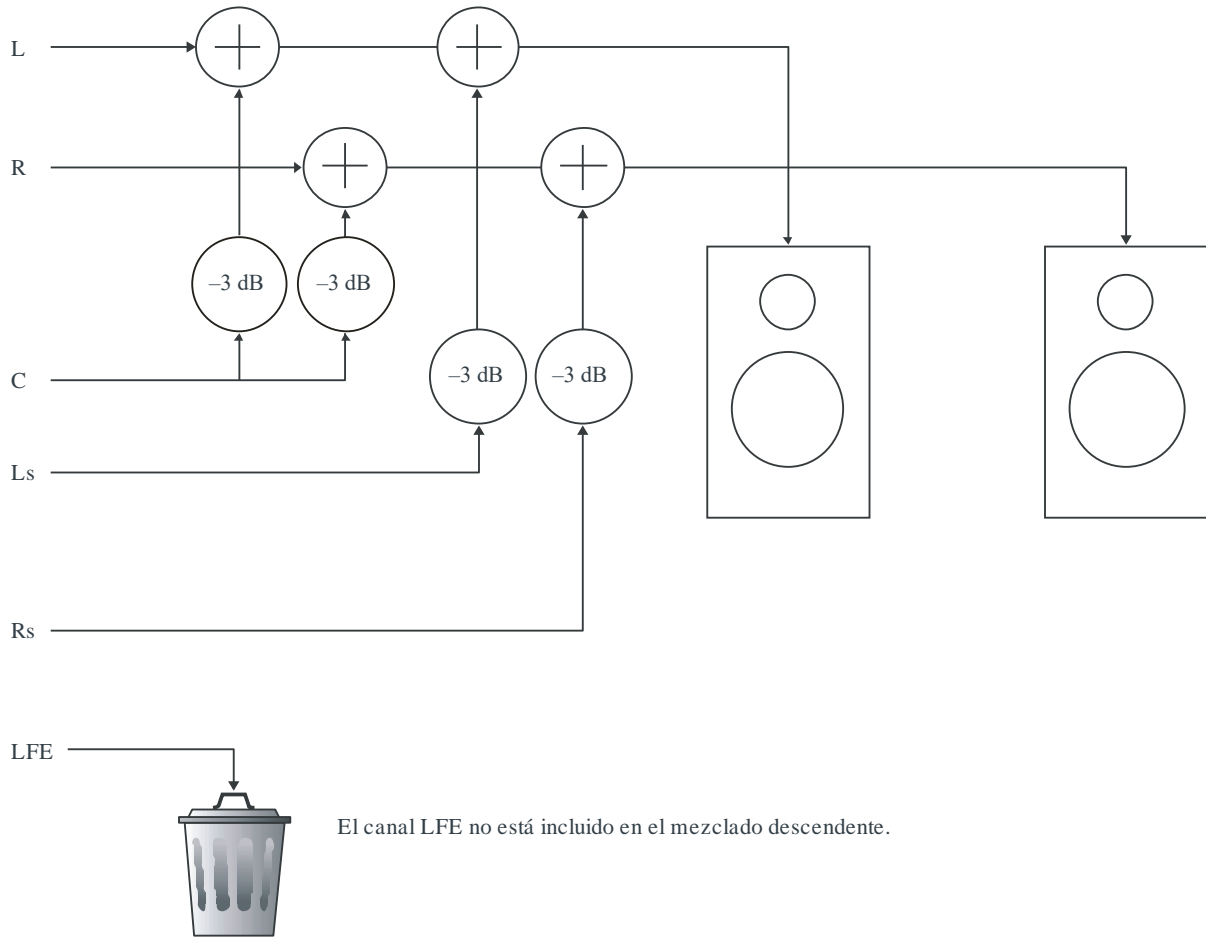 L
R
–3 dB
–3 dB
C
–3 dB
–3 dB
Ls
Rs
LFE
El canal LFE no está incluido en el mezclado descendente.